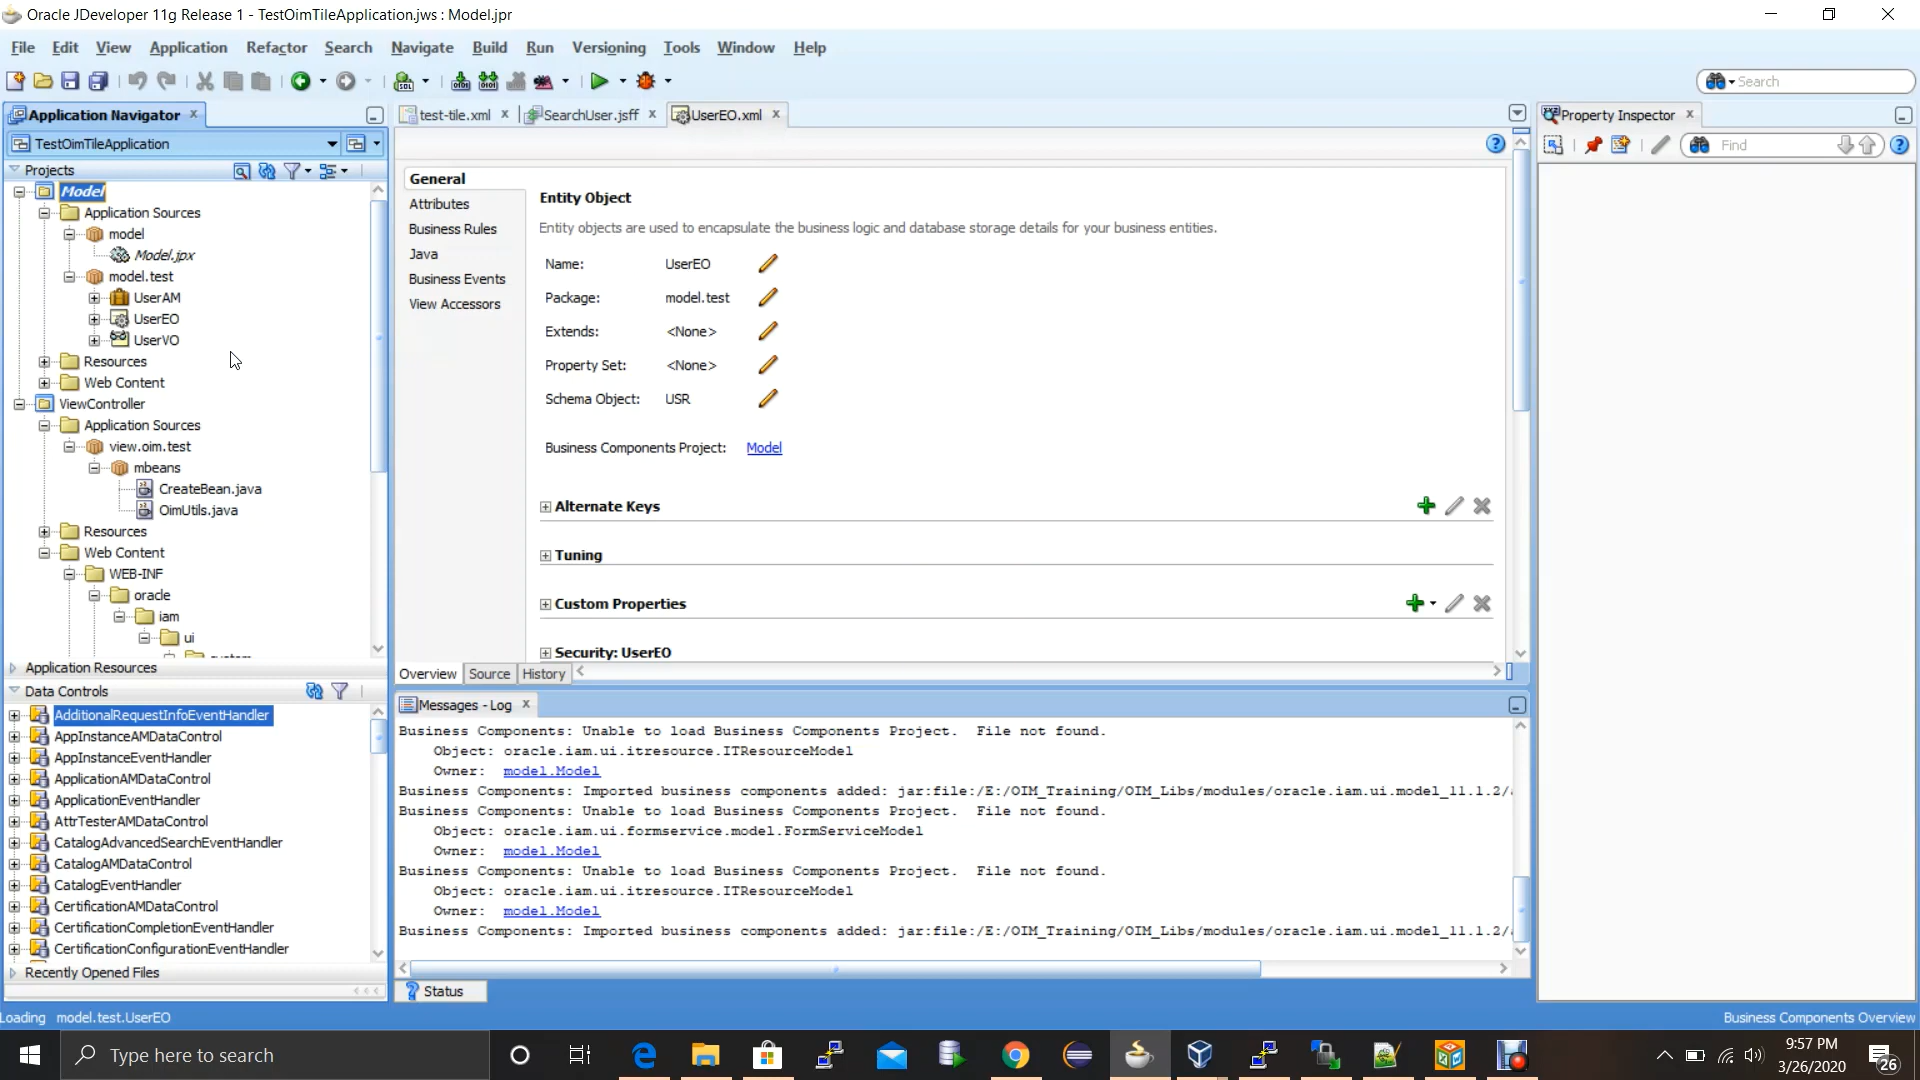 Oracle JDeveloper 11g Release 1 - TestOimTileApplication.jws : Model.jpr
File Edit View Application Refactor Search Navigate Build Run Versioning Tools Window Help
Search
Application Navigator
TestOimTileApplication
Projects
Model
Application Sources
model
Model.jpx
model.test
UserAM
UserEO
UserVO
Resources
Web Content
ViewController
Application Sources
view.oim.test
mbeans
CreateBean.java
OimUtils.java
Resources
Web Content
WEB-INF
oracle
iam
ui
Application Resources
Data Controls
AdditionalRequestInfoEventHandler
AppInstanceAMDataControl
AppInstanceEventHandler
ApplicationAMDataControl
ApplicationEventHandler
AttrTesterAMDataControl
CatalogAdvancedSearchEventHandler
CatalogAMDataControl
CatalogEventHandler
CertificationAMDataControl
CertificationCompletionEventHandler
CertificationConfigurationEventHandler
Recently Opened Files
test-tile.xml SearchUser.jsff UserEO.xml
General
Attributes
Business Rules
Java
Business Events
View Accessors
Entity Object
Entity objects are used to encapsulate the business logic and database storage details for your business entities.
Name: UserEO
Package: model.test
Extends: <None>
Property Set: <None>
Schema Object: USR
Business Components Project: Model
Alternate Keys
Tuning
Custom Properties
Security: UserEO
Overview Source History
Messages - Log
Business Components: Unable to load Business Components Project. File not found.
Object: oracle.iam.ui.itresource.ITResourceModel
Owner: model.Model
Business Components: Imported business components added: jar:file:/E:/OIM_Training/OIM_Libs/modules/oracle.iam.ui.model_11.1.2/
Business Components: Unable to load Business Components Project. File not found.
Object: oracle.iam.ui.formservice.model.FormServiceModel
Owner: model.Model
Business Components: Unable to load Business Components Project. File not found.
Object: oracle.iam.ui.itresource.ITResourceModel
Owner: model.Model
Business Components: Imported business components added: jar:file:/E:/OIM_Training/OIM_Libs/modules/oracle.iam.ui.model_11.1.2/
Status
Property Inspector
Find
Loading model.test.UserEO
Business Components Overview
Type here to search
9:57 PM
3/26/2020
26